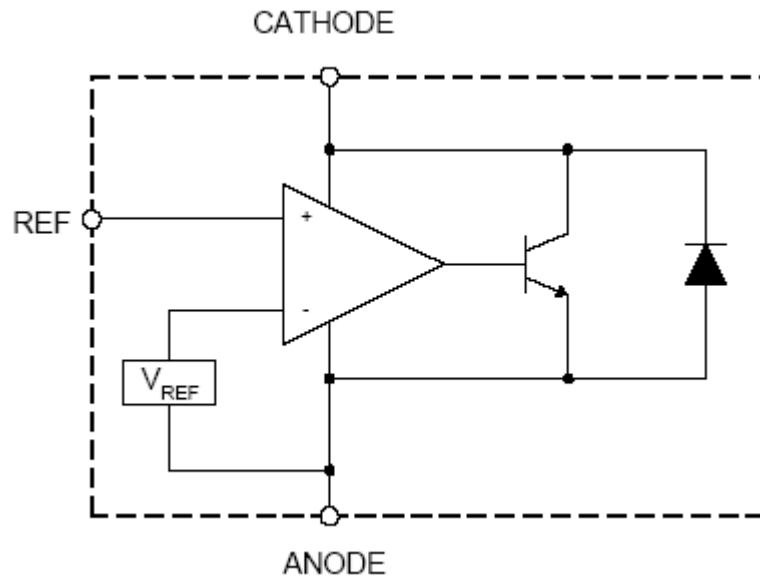 CATHODE
REF
+
-
VREF
ANODE